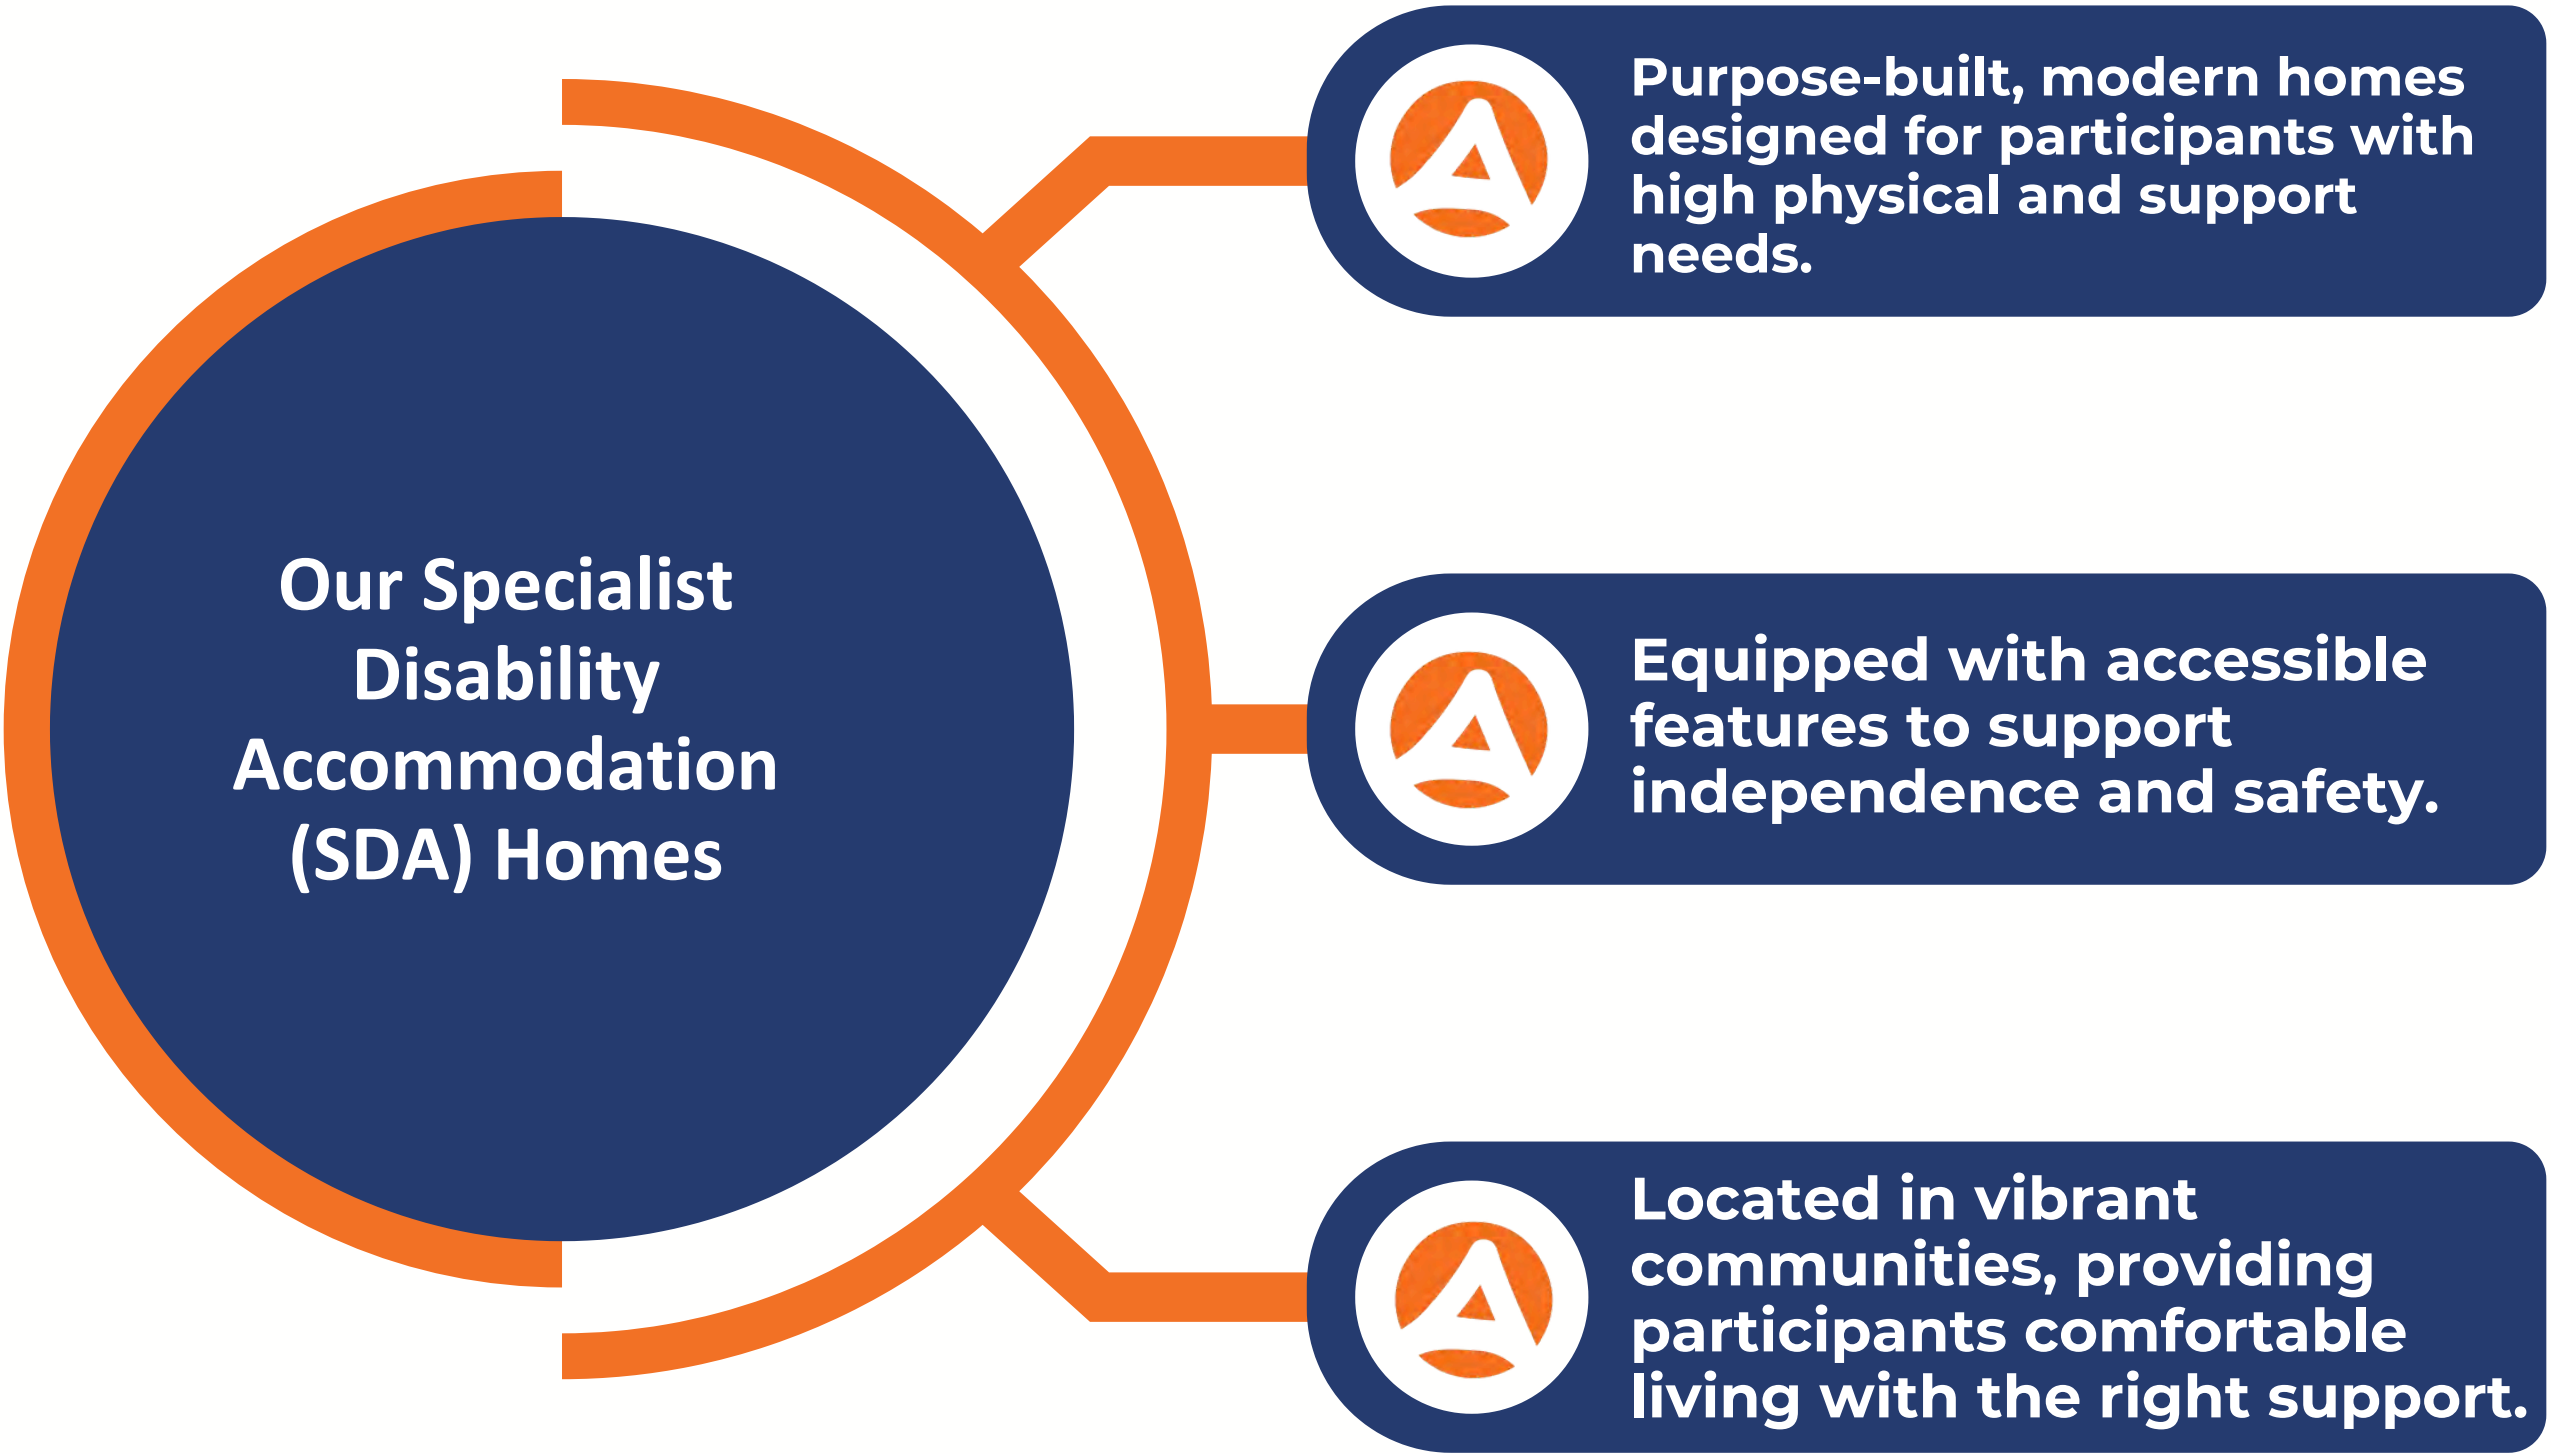 Our Specialist
Disability
Accommodation
(SDA) Homes
Purpose-built, modern homes
designed for participants with
high physical and support
needs.
Equipped with accessible
features to support
independence and safety.
Located in vibrant
communities, providing
participants comfortable
living with the right support.